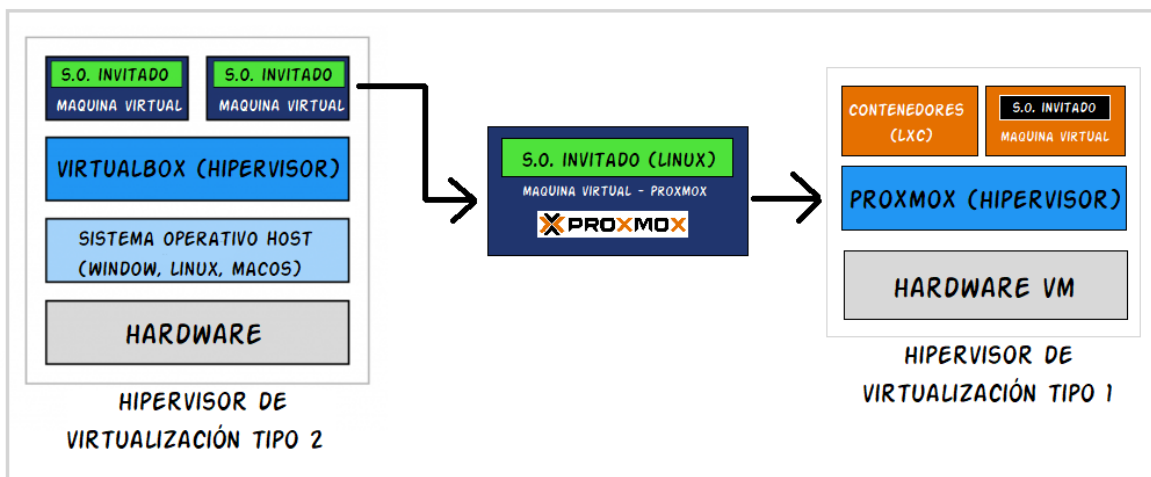 S.O. INVITADO
MAQUINA VIRTUAL
S.O. INVITADO
MAQUINA VIRTUAL
VIRTUALBOX (HIPERVISOR)
SISTEMA OPERATIVO HOST
(WINDOW, LINUX, MACOS)
HARDWARE
HIPERVISOR DE
VIRTUALIZACIÓN TIPO 2
S.O. INVITADO (LINUX)
MAQUINA VIRTUAL - PROXMOX
PROXMOX
CONTENEDORES
(LXC)
S.O. INVITADO
MAQUINA VIRTUAL
PROXMOX (HIPERVISOR)
HARDWARE VM
HIPERVISOR DE
VIRTUALIZACIÓN TIPO 1